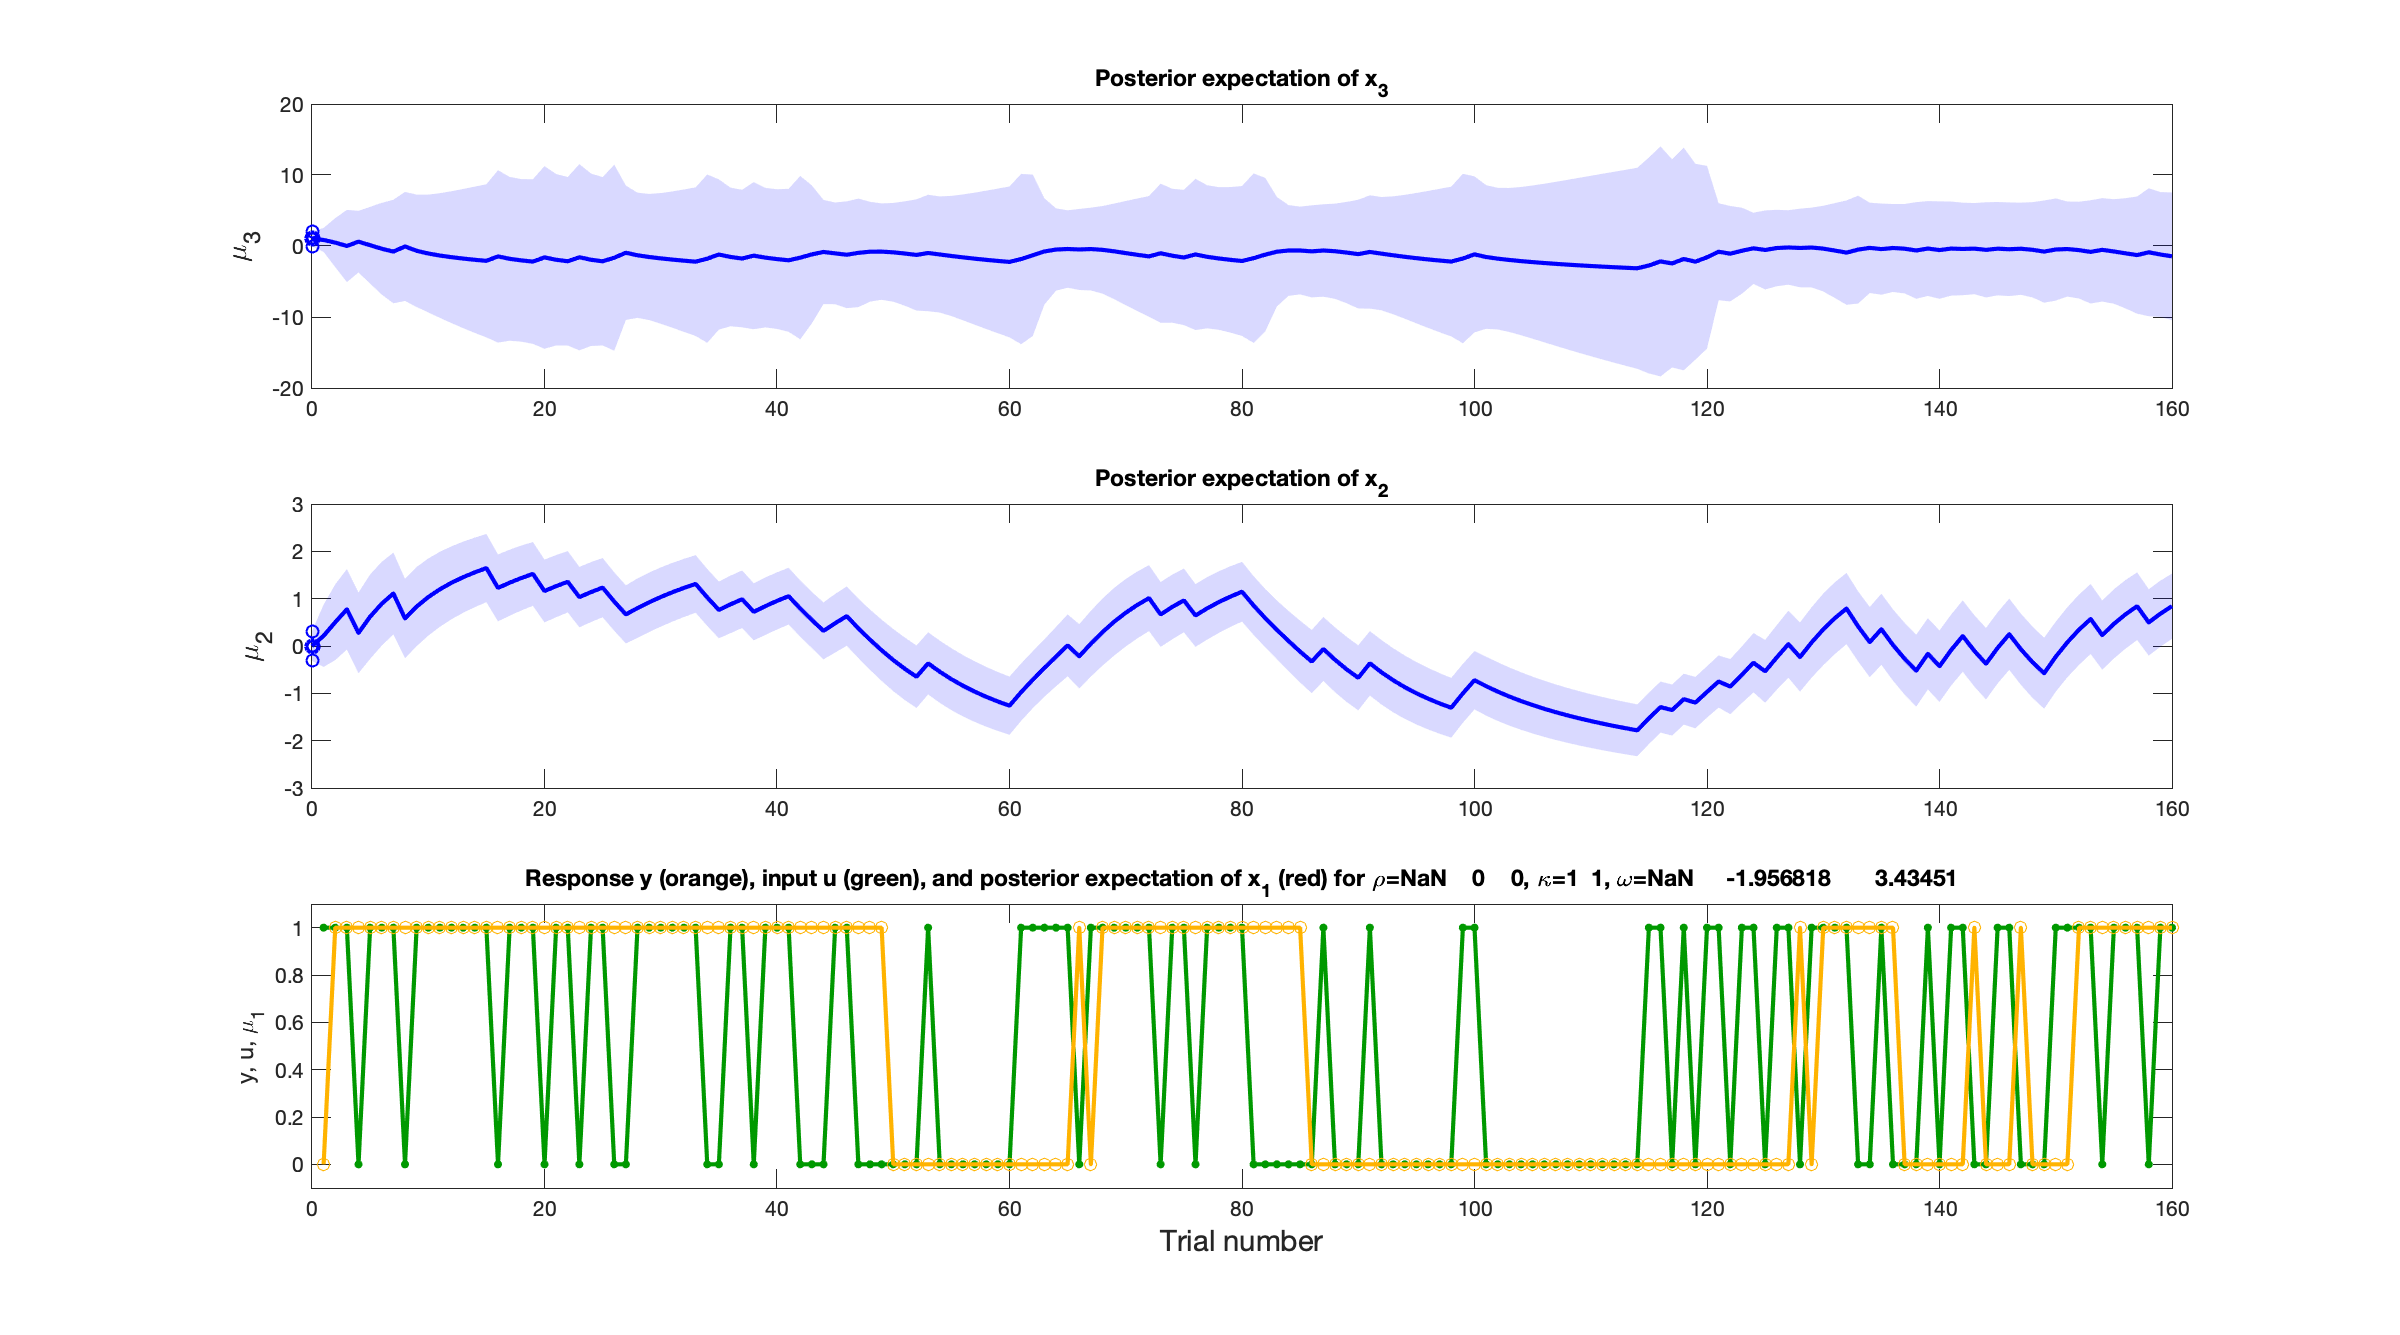 Posterior expectation of x3
20
10
0
-10
-20
μ3
0 20 40 60 80 100 120 140 160
Posterior expectation of x2
3
2
1
0
-1
-2
-3
μ2
0 20 40 60 80 100 120 140 160
Response y (orange), input u (green), and posterior expectation of x1 (red) for ρ=NaN 0 0, κ=1 1, ω=NaN -1.956818 3.43451
1
0.8
0.6
0.4
0.2
0
y, u, μ1
0 20 40 60 80 100 120 140 160
Trial number